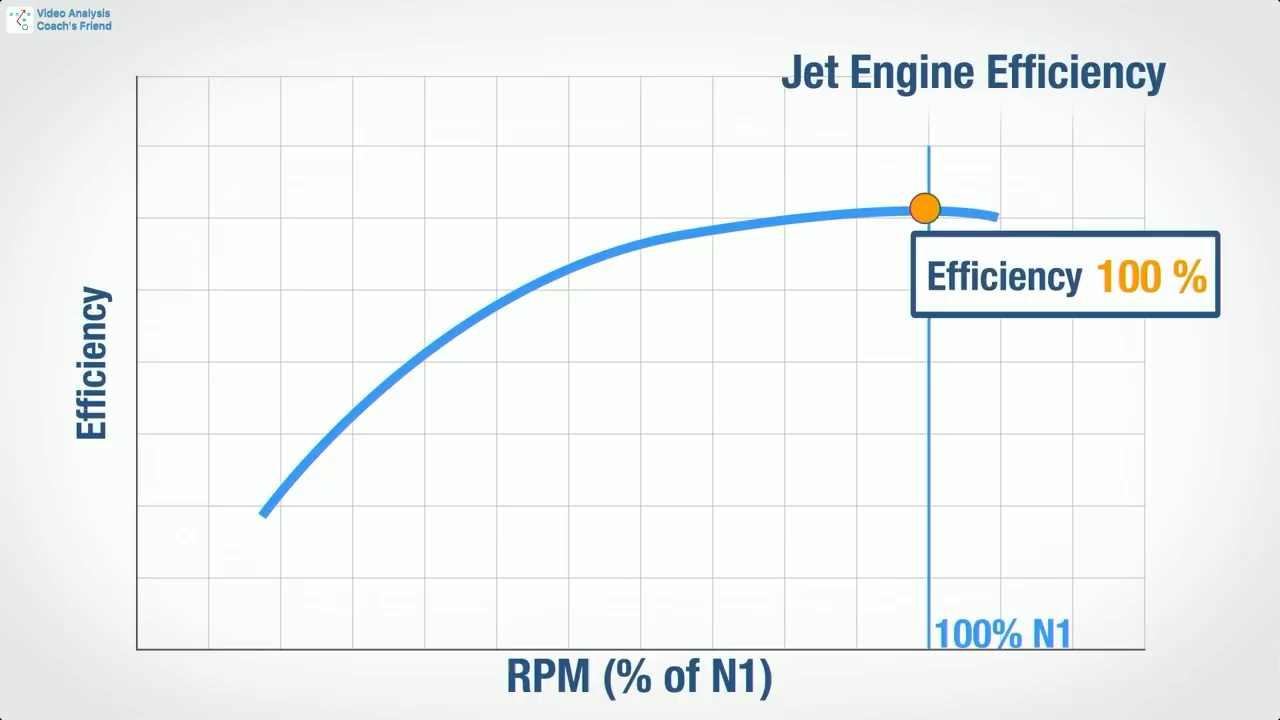 Video Analysis
Coach's Friend
Jet Engine Efficiency
Efficiency 100 %
Efficiency
100% N1
RPM (% of N1)